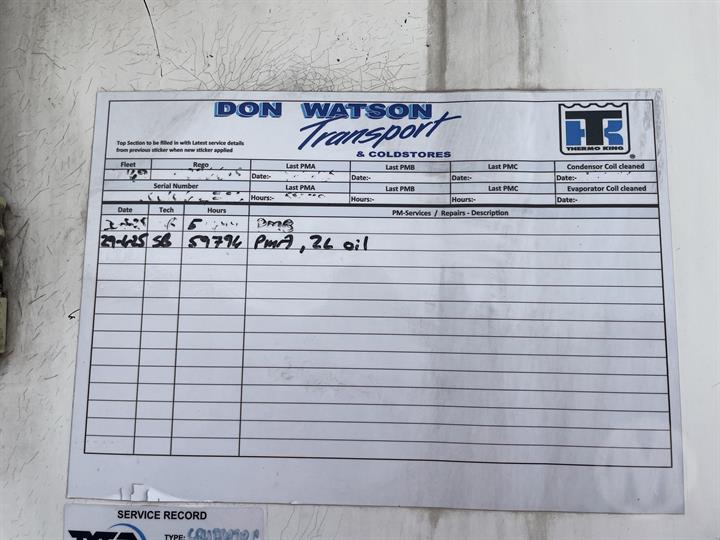 DON WATSON
Transport
& COLDSTORES
Top Section to be filled in with Latest service details
from previous sticker when new sticker applied
THERMO KING
Fleet Rego Last PMA Last PMB Last PMC Condensor Coil cleaned
Date:- Date:- Date:- Date:-
Serial Number Last PMA Last PMB Last PMC Evaporator Coil cleaned
Hours:- Hours:- Hours:- Date:-
Date Tech Hours PM-Services / Repairs - Description
5 PMB
29-4-25 SB 59794 PmA, 2L oil
SERVICE RECORD
TYPE: